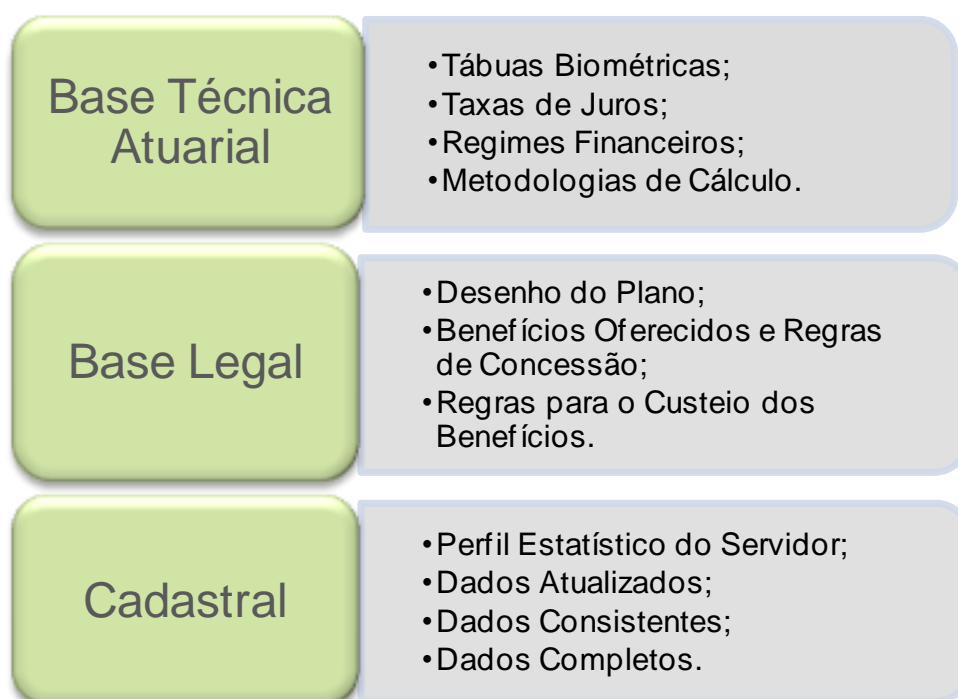 Base Técnica
Atuarial
•Tábuas Biométricas;
•Taxas de Juros;
•Regimes Financeiros;
•Metodologias de Cálculo.
Base Legal
•Desenho do Plano;
•Benefícios Oferecidos e Regras
de Concessão;
•Regras para o Custeio dos
Benefícios.
Cadastral
•Perfil Estatístico do Servidor;
•Dados Atualizados;
•Dados Consistentes;
•Dados Completos.